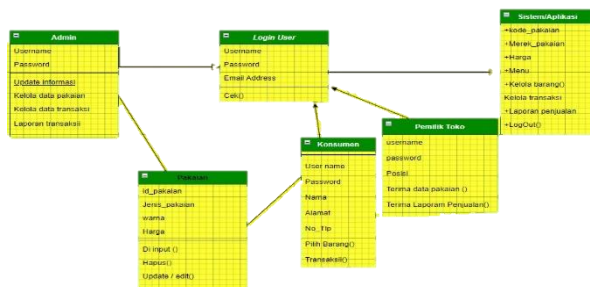 Admin
Username
Password
Update informasi
Kelola data pakaian
Kelola data transaksi
Laporan transaksii
Login User
Username
Password
Email Address
Cek()
Sistem/Aplikasi
+kode_pakaian
+Merek_pakaian
+Harga
+Menu
+Kelola barang()
Kelola transaksi
+Laporan penjualan
+LogOut()
Pakaian
id_pakaian
Jenis_pakaian
warna
Harga
Di input ()
Hapus()
Update / edit()
Konsumen
User name
Password
Nama
Alamat
No_Tlp
Pilih Barang()
Transaksi()
Pemilik Toko
username
password
Posisi
Terima data pakaian ()
Terima Laporan Penjualan()